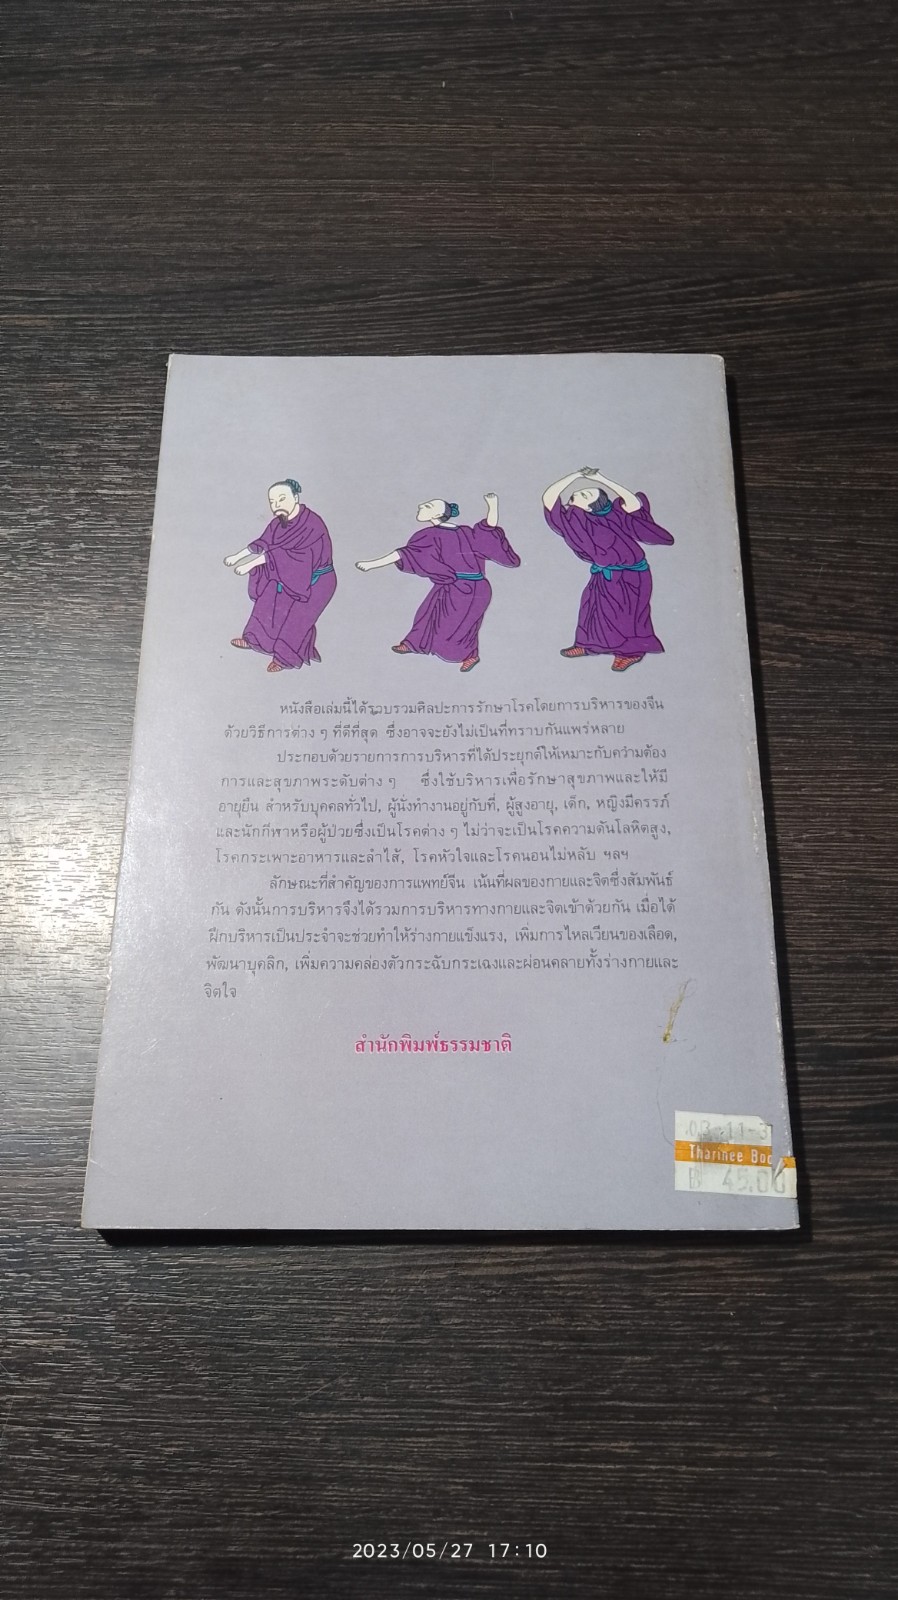 หนังสือเล่มนี้ได้รวบรวมศิลปะการรักษาโรคโดยการบริหารของจีน
ด้วยวิธีการต่าง ๆ ที่ดีที่สุด ซึ่งอาจจะยังไม่เป็นที่ทราบกันแพร่หลาย
ประกอบด้วยรายการการบริหารที่ได้ประยุกต์ให้เหมาะกับความต้อง
การและสุขภาพระดับต่าง ๆ ซึ่งใช้บริหารเพื่อรักษาสุขภาพและให้มี
อายุยืน สำหรับบุคคลทั่วไป, ผู้นั่งทำงานอยู่กับที่, ผู้สูงอายุ, เด็ก, หญิงมีครรภ์
และนักกีฬาหรือผู้ป่วยซึ่งเป็นโรคต่าง ๆ ไม่ว่าจะเป็นโรคความดันโลหิตสูง,
โรคกระเพาะอาหารและลำไส้, โรคหัวใจและโรคนอนไม่หลับ ฯลฯ
ลักษณะที่สำคัญของการแพทย์จีน เน้นที่ผลของกายและจิตซึ่งสัมพันธ์
กัน ดังนั้นการบริหารจึงได้รวมการบริหารทางกายและจิตเข้าด้วยกัน เมื่อได้
ฝึกบริหารเป็นประจำจะช่วยทำให้ร่างกายแข็งแรง, เพิ่มการไหลเวียนของเลือด,
พัฒนาบุคลิก, เพิ่มความคล่องตัวกระฉับกระเฉงและผ่อนคลายทั้งร่างกายและ
จิตใจ
สำนักพิมพ์ธรรมชาติ
11-3
Tharinee Boo
B 45.00
2023/05/27 17:10